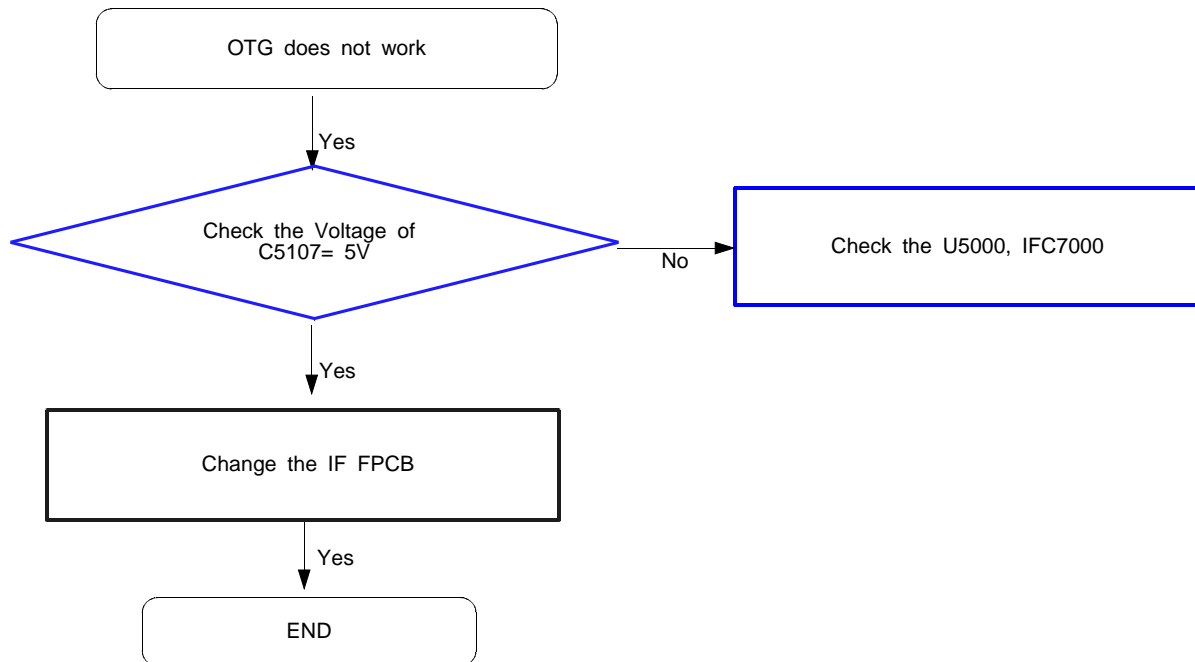 OTG does not work
Yes
Check the Voltage of
C5107= 5V
No
Check the U5000, IFC7000
Yes
Change the IF FPCB
Yes
END